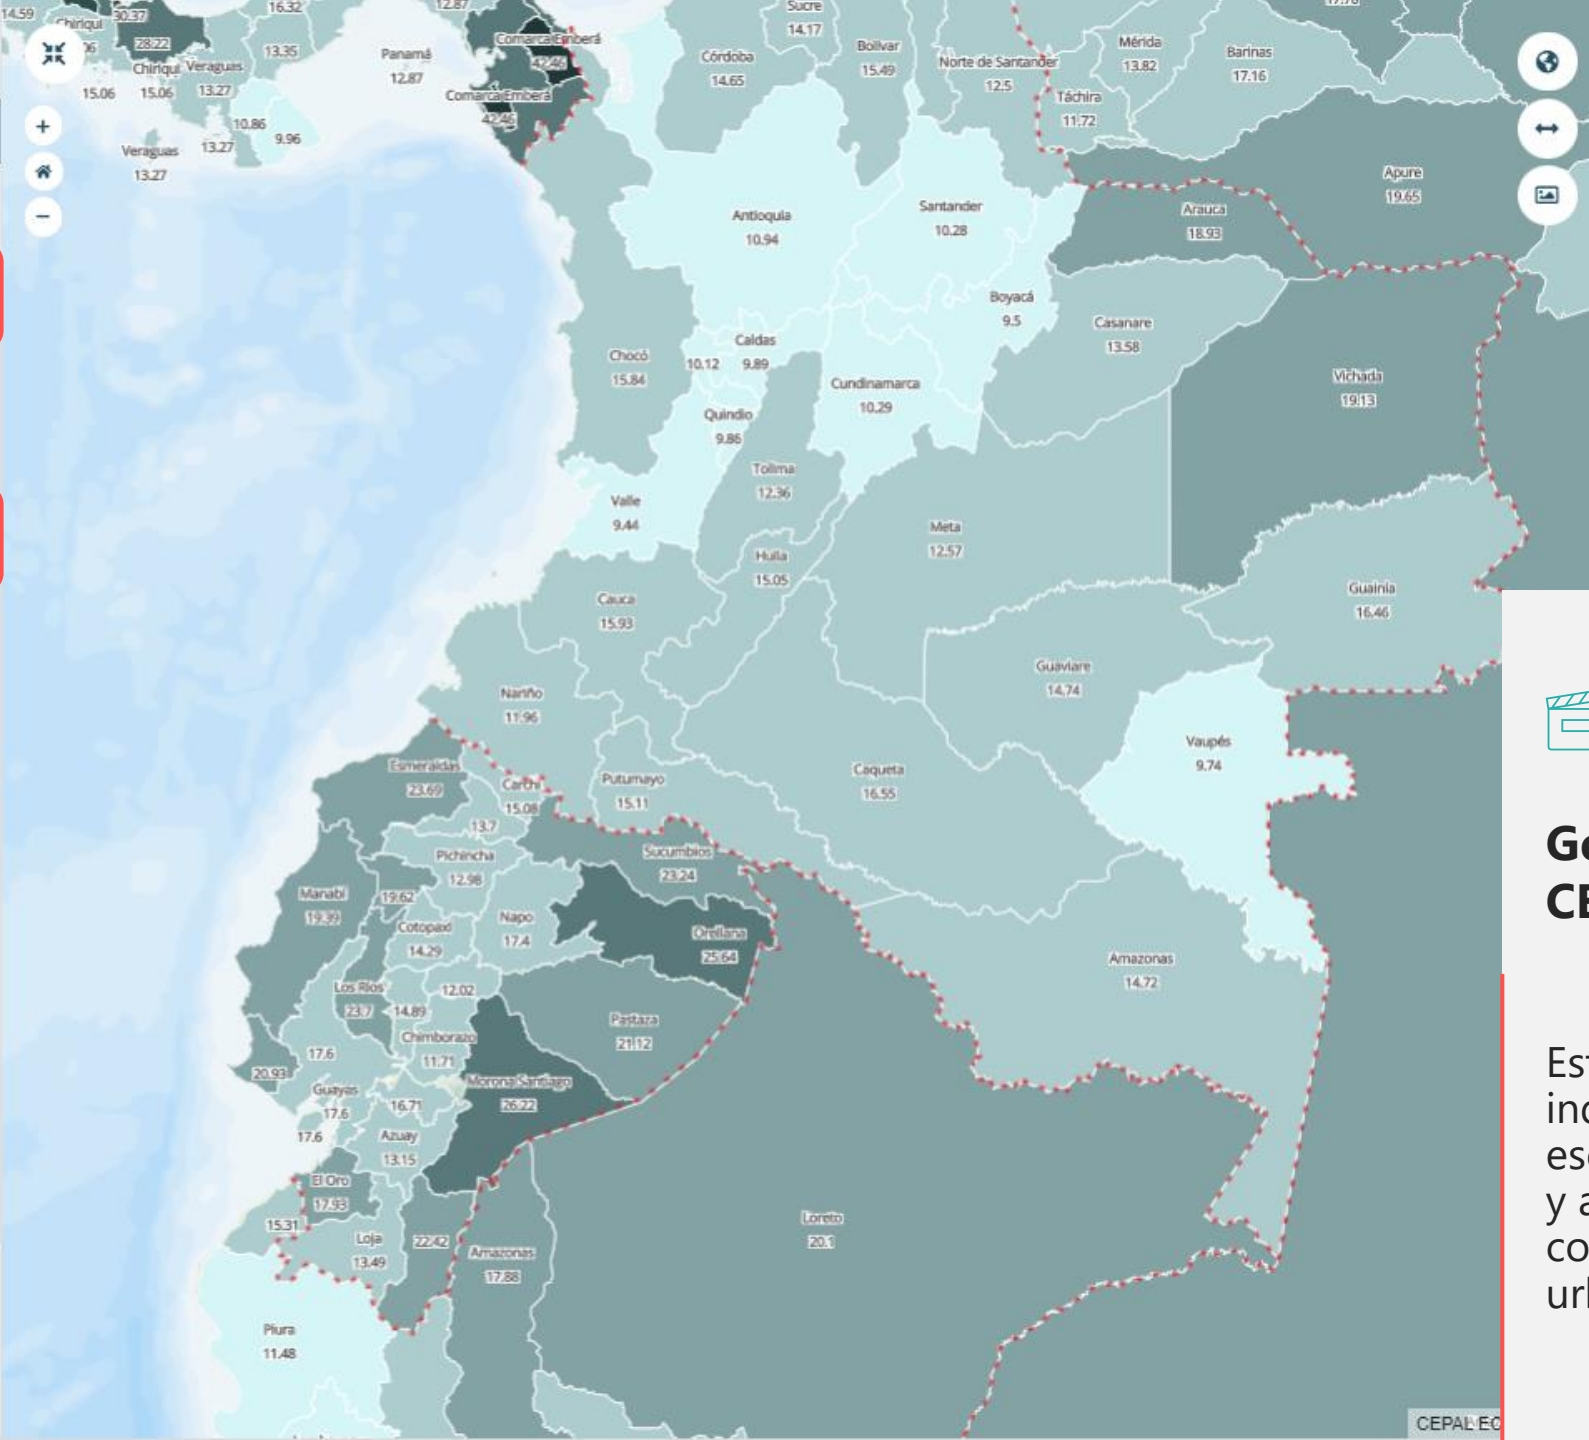 14.59
Chiriquí
30.37
28.22
16.32
12.87
Chiriquí
15.06
15.06
Veraguas
13.27
13.35
Panamá
12.87
Comarca Emberá
42.46
Comarca Emberá
42.46
10.86
9.96
13.27
Veraguas
13.27
Sucre
14.17
Córdoba
14.65
Bolívar
15.49
Norte de Santander
12.5
Mérida
13.82
Barinas
17.16
Táchira
11.72
Apure
19.65
Arauca
18.93
Antioquia
10.94
Santander
10.28
Boyacá
9.5
Casanare
13.58
Vichada
19.13
Chocó
15.84
10.12
Caldas
9.89
Cundinamarca
10.29
Quindío
9.86
Tolima
12.36
Valle
9.44
Meta
12.57
Huila
15.05
Cauca
15.93
Guainía
16.46
Guaviare
14.74
Nariño
11.96
Vaupés
9.74
Esmeraldas
23.69
Carchi
15.08
Putumayo
15.11
Caqueta
16.55
13.7
Pichincha
12.98
Sucumbíos
23.24
Manabí
19.39
19.62
Cotopaxi
14.29
Napo
17.4
Orellana
25.64
Amazonas
14.72
Los Ríos
23.7
12.02
14.89
Pastaza
21.12
Chimborazo
11.71
17.6
20.93
Guayas
17.6
17.6
16.71
Morona Santiago
26.22
Azuay
13.15
El Oro
17.93
15.31
Loja
13.49
22.42
Amazonas
17.88
Loreto
20.1
Piura
11.48
CEPAL EC
Ge
CE
Est
y a
co